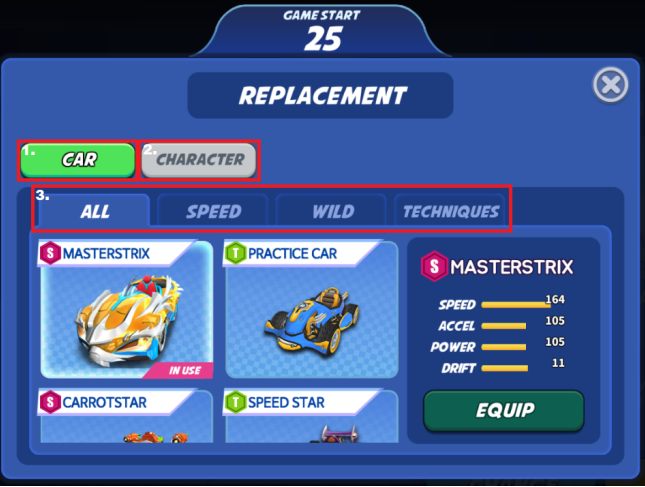 GAME START
25
REPLACEMENT
1. CAR
2. CHARACTER
3. ALL SPEED WILD TECHNIQUES
S MASTERSTRIX
T PRACTICE CAR
IN USE
S CARROTSTAR
T SPEED STAR
S MASTERSTRIX
SPEED 164
ACCEL 105
POWER 105
DRIFT 11
EQUIP